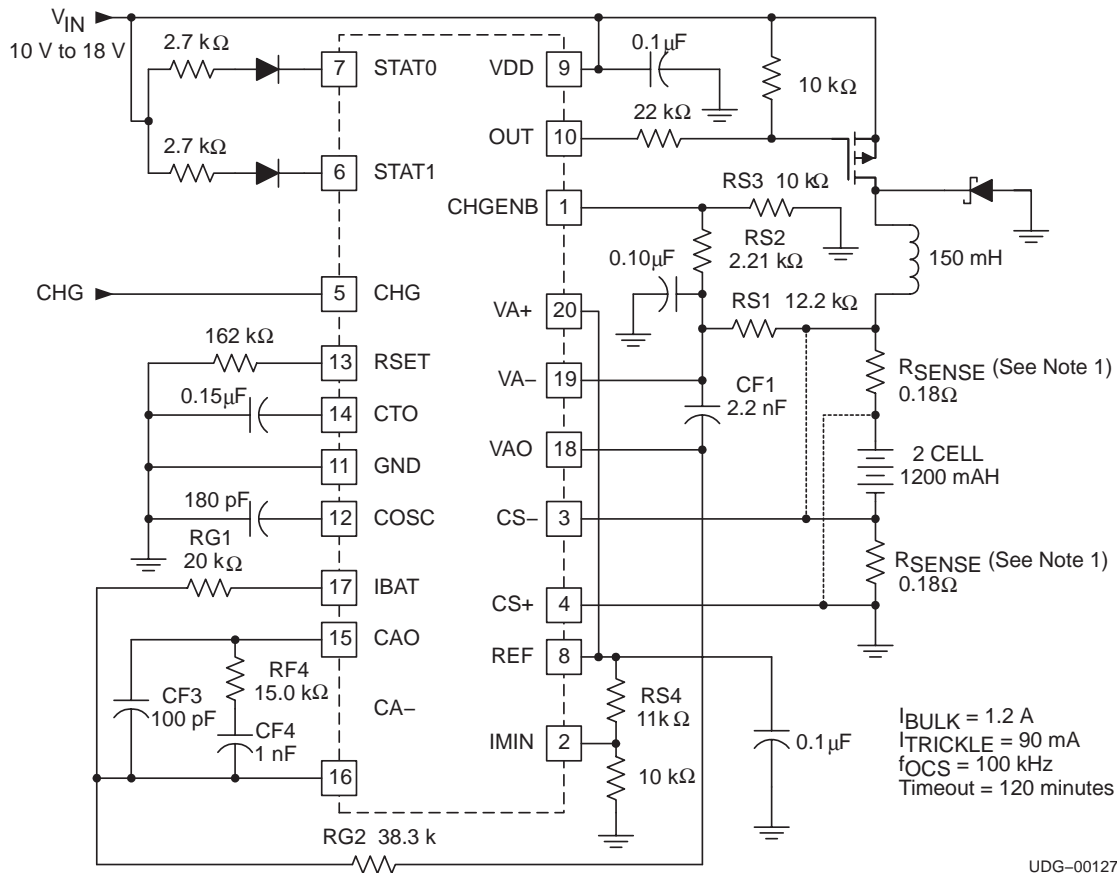 VIN
10 V to 18 V
2.7 kΩ
2.7 kΩ
7 STAT0
6 STAT1
VDD 9
0.1µF
OUT 10
22 kΩ
10 kΩ
CHGENB 1
RS3 10 kΩ
RS2
2.21 kΩ
0.10µF
150 mH
CHG
5 CHG
VA+ 20
RS1 12.2 kΩ
162 kΩ
13 RSET
VA– 19
RSENSE (See Note 1)
0.18Ω
0.15µF
14 CTO
CF1
2.2 nF
11 GND
VAO 18
2 CELL
1200 mAH
180 pF
12 COSC
CS– 3
RG1
20 kΩ
17 IBAT
RSENSE (See Note 1)
0.18Ω
CS+ 4
15 CAO
REF 8
RF4
15.0 kΩ
CF3
100 pF
CF4
1 nF
CA–
RS4
11k Ω
IMIN 2
0.1µF
16
10 kΩ
IBULK = 1.2 A
ITRICKLE = 90 mA
fOCS = 100 kHz
Timeout = 120 minutes
RG2 38.3 k
UDG–00127